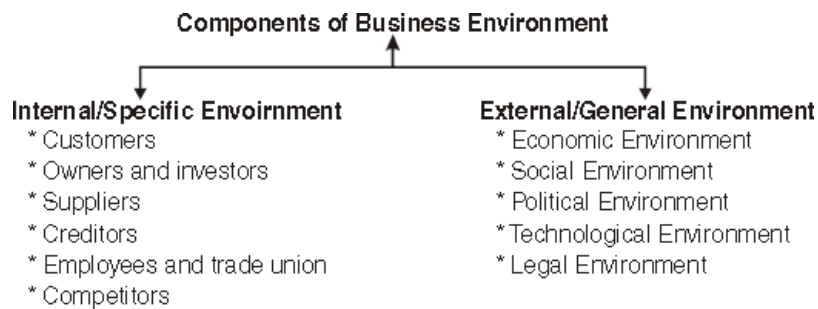 Components of Business Environment
Internal/Specific Envoirnment
* Customers
* Owners and investors
* Suppliers
* Creditors
* Employees and trade union
* Competitors
External/General Environment
* Economic Environment
* Social Environment
* Political Environment
* Technological Environment
* Legal Environment